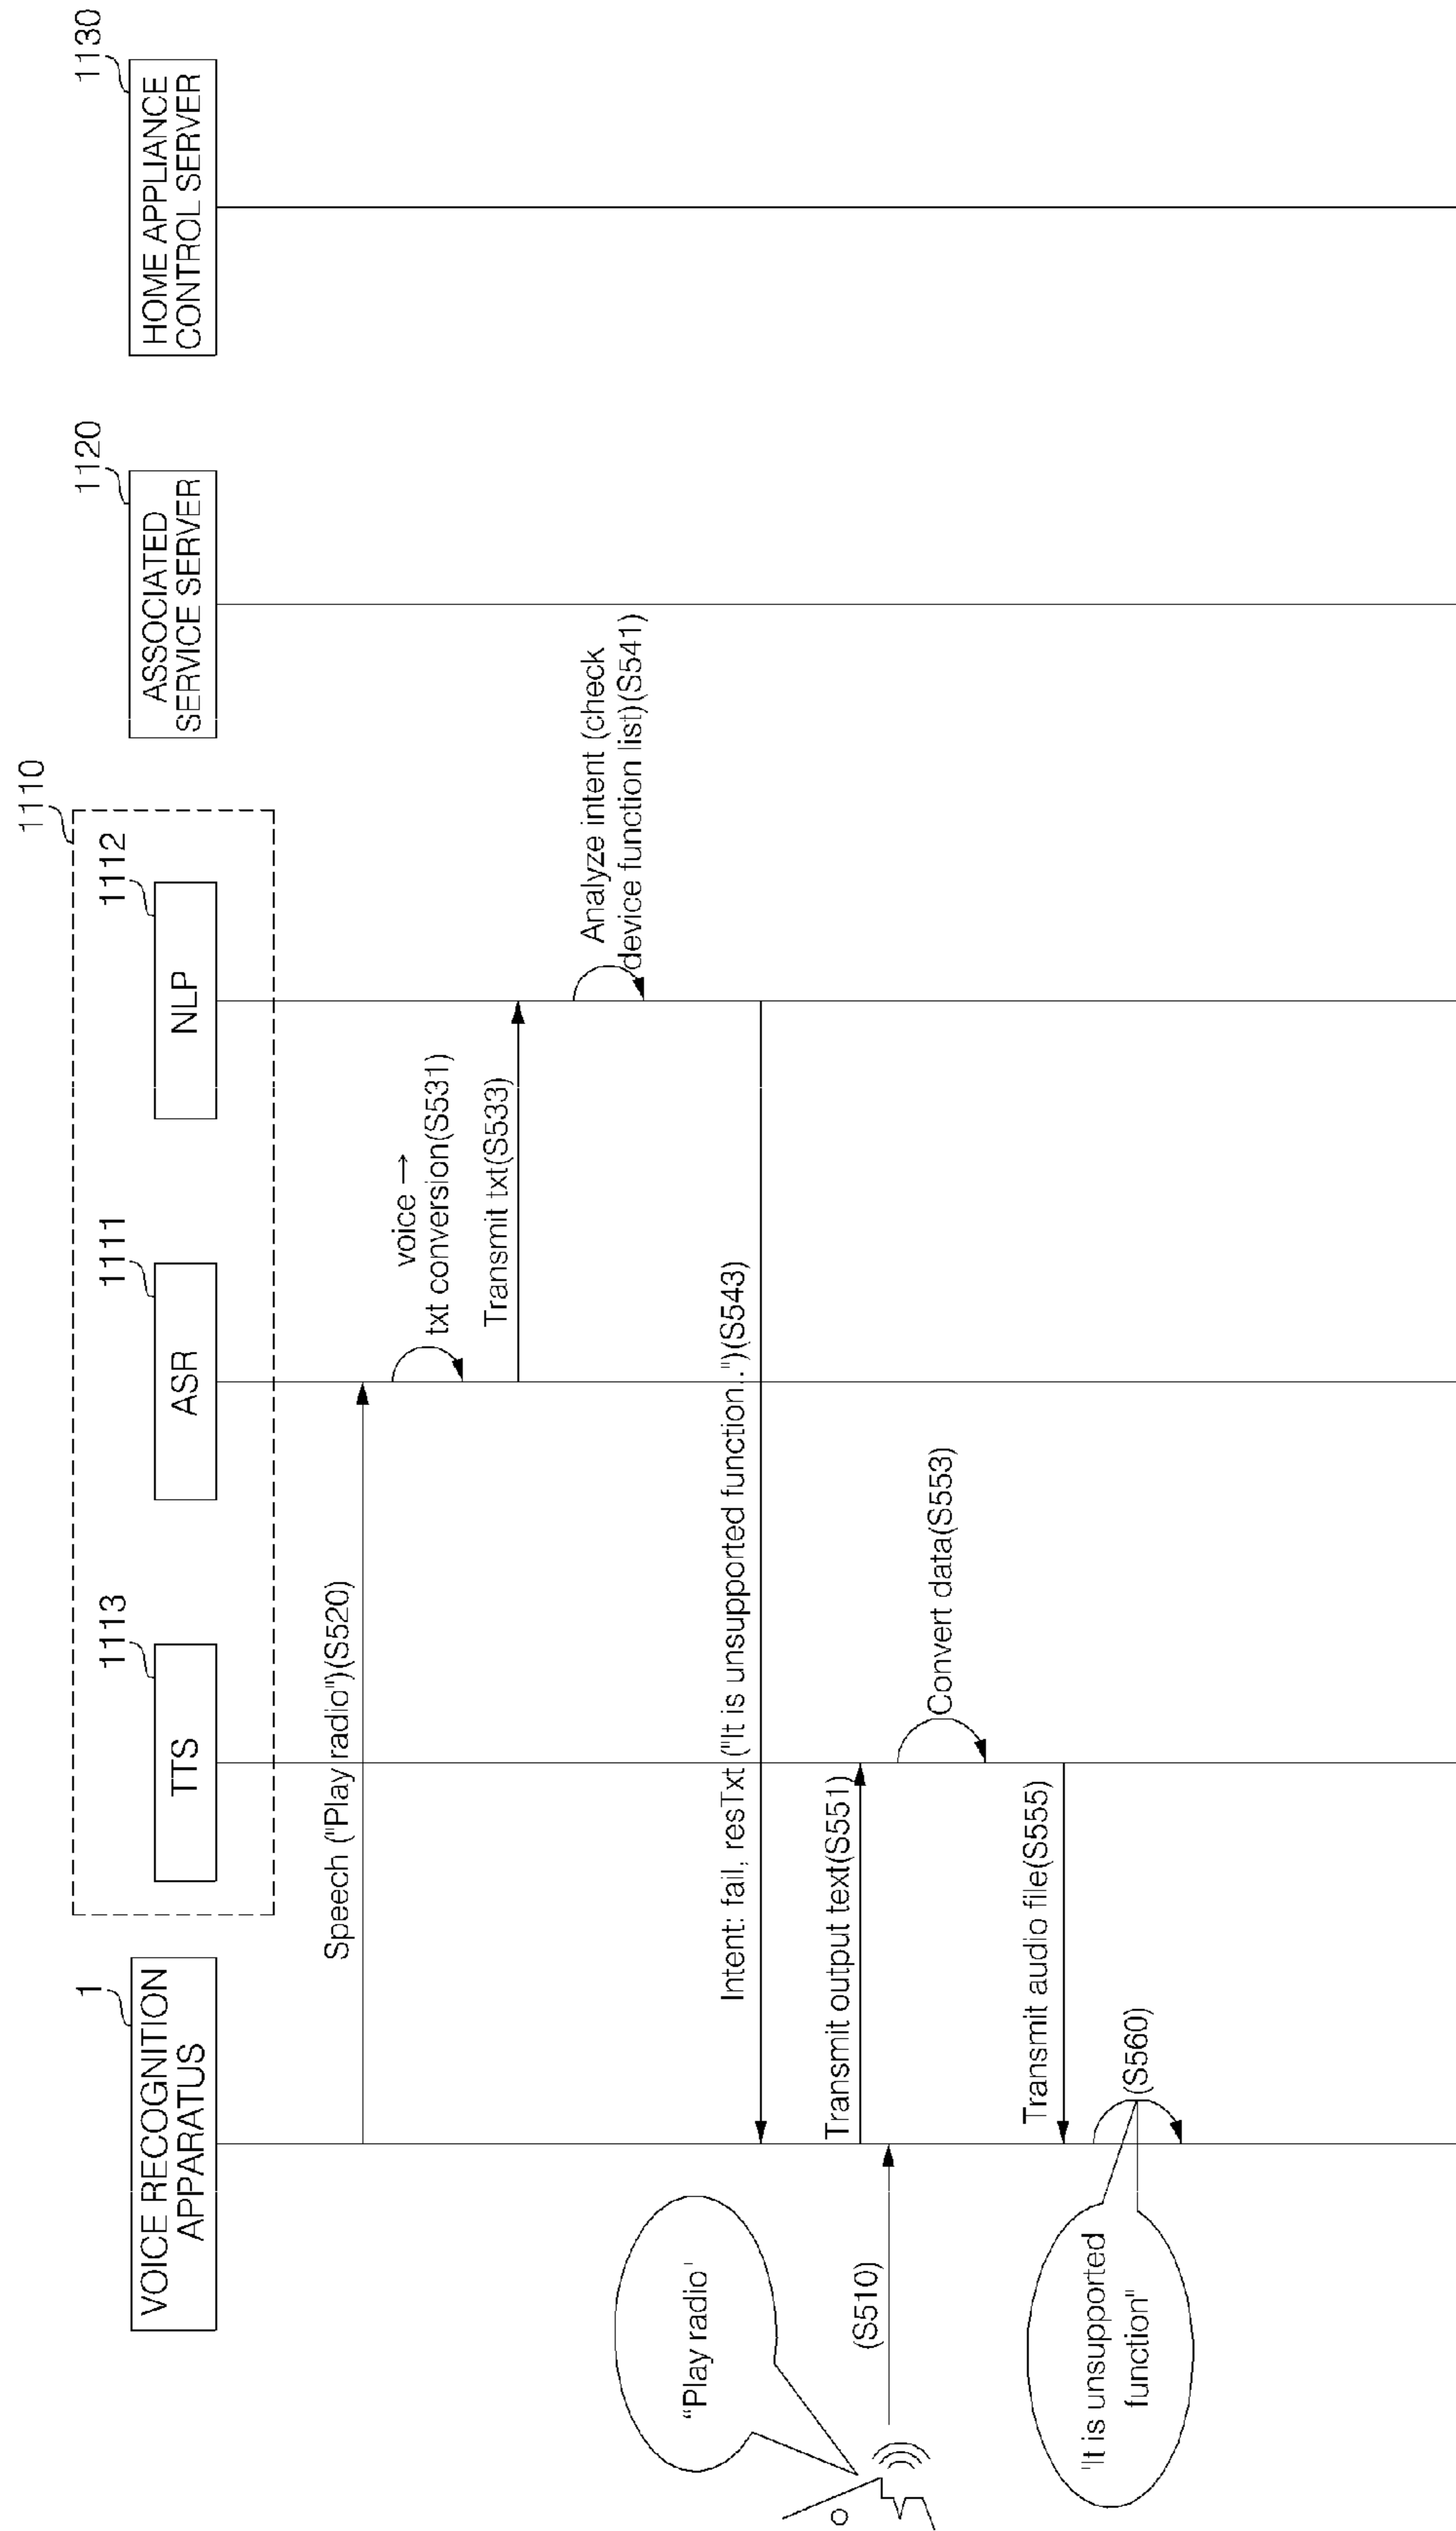 1
VOICE RECOGNITION
APPARATUS
1110
1113
TTS
1111
ASR
1112
NLP
1120
ASSOCIATED
SERVICE SERVER
1130
HOME APPLIANCE
CONTROL SERVER
Speech ("Play radio")(S520)
voice →
txt conversion(S531)
Transmit txt(S533)
Analyze intent (check
device function list)(S541)
"Play radio"
Intent: fail, resTxt ("It is unsupported function..")(S543)
Transmit output text(S551)
(S510)
Convert data(S553)
Transmit audio file(S555)
"It is unsupported
function"
(S560)